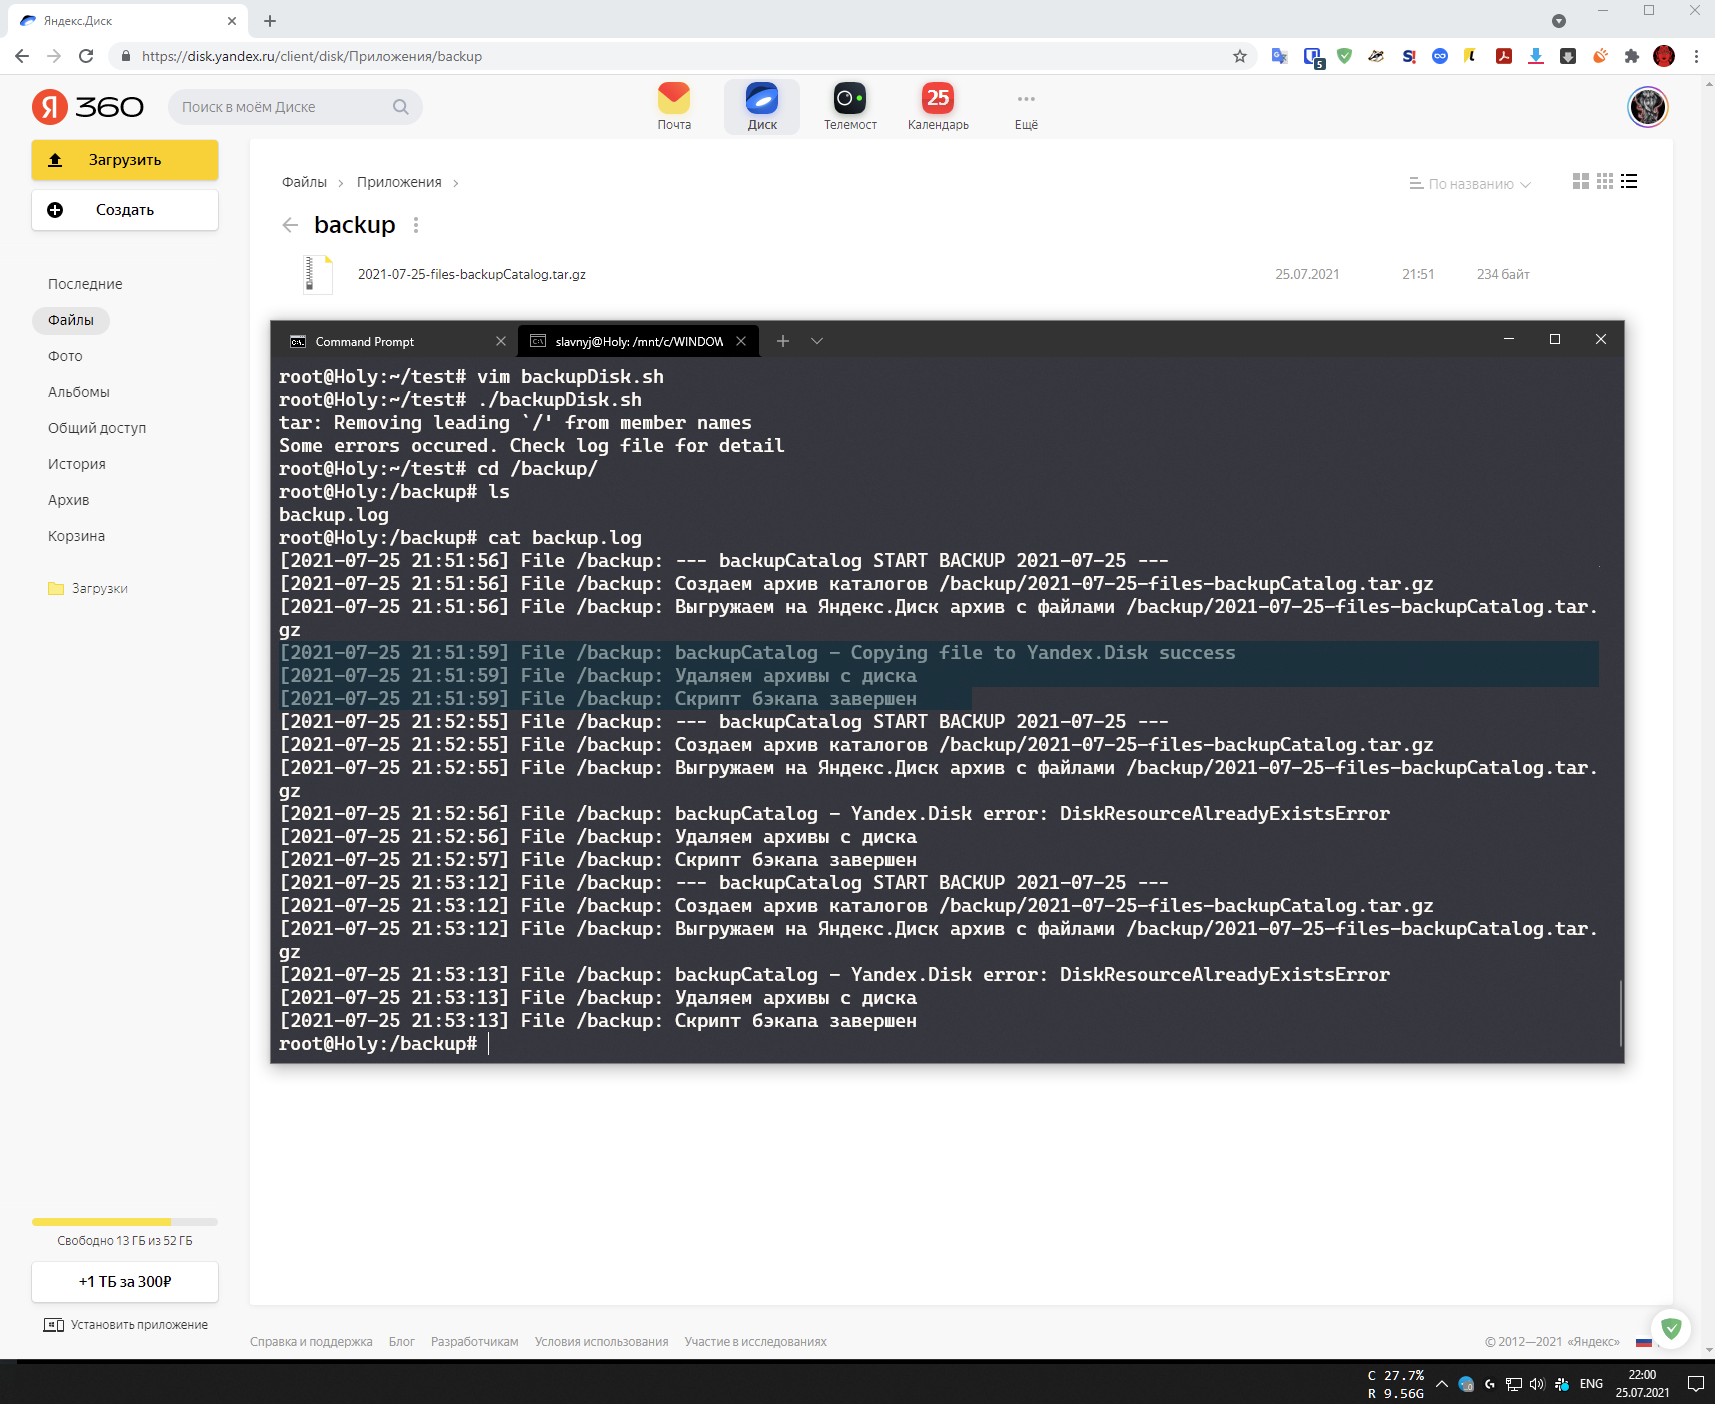 Яндекс.Диск
https://disk.yandex.ru/client/disk/Приложения/backup
5
Я 360
Поиск в моём Диске
Почта
Диск
Телемост
25
Календарь
Ещё
Загрузить
Создать
Последние
Файлы
Фото
Альбомы
Общий доступ
История
Архив
Корзина
Загрузки
Файлы
Приложения
По названию
backup
2021-07-25-files-backupCatalog.tar.gz 25.07.2021 21:51 234 байт
Command Prompt
slavnyj@Holy: /mnt/c/WINDOW
root@Holy:~/test# vim backupDisk.sh
root@Holy:~/test# ./backupDisk.sh
tar: Removing leading `/' from member names
Some errors occured. Check log file for detail
root@Holy:~/test# cd /backup/
root@Holy:/backup# ls
backup.log
root@Holy:/backup# cat backup.log
[2021-07-25 21:51:56] File /backup: --- backupCatalog START BACKUP 2021-07-25 ---
[2021-07-25 21:51:56] File /backup: Создаем архив каталогов /backup/2021-07-25-files-backupCatalog.tar.gz
[2021-07-25 21:51:56] File /backup: Выгружаем на Яндекс.Диск архив с файлами /backup/2021-07-25-files-backupCatalog.tar.
gz
[2021-07-25 21:51:59] File /backup: backupCatalog - Copying file to Yandex.Disk success
[2021-07-25 21:51:59] File /backup: Удаляем архивы с диска
[2021-07-25 21:51:59] File /backup: Скрипт бэкапа завершен
[2021-07-25 21:52:55] File /backup: --- backupCatalog START BACKUP 2021-07-25 ---
[2021-07-25 21:52:55] File /backup: Создаем архив каталогов /backup/2021-07-25-files-backupCatalog.tar.gz
[2021-07-25 21:52:55] File /backup: Выгружаем на Яндекс.Диск архив с файлами /backup/2021-07-25-files-backupCatalog.tar.
gz
[2021-07-25 21:52:56] File /backup: backupCatalog - Yandex.Disk error: DiskResourceAlreadyExistsError
[2021-07-25 21:52:56] File /backup: Удаляем архивы с диска
[2021-07-25 21:52:57] File /backup: Скрипт бэкапа завершен
[2021-07-25 21:53:12] File /backup: --- backupCatalog START BACKUP 2021-07-25 ---
[2021-07-25 21:53:12] File /backup: Создаем архив каталогов /backup/2021-07-25-files-backupCatalog.tar.gz
[2021-07-25 21:53:12] File /backup: Выгружаем на Яндекс.Диск архив с файлами /backup/2021-07-25-files-backupCatalog.tar.
gz
[2021-07-25 21:53:13] File /backup: backupCatalog - Yandex.Disk error: DiskResourceAlreadyExistsError
[2021-07-25 21:53:13] File /backup: Удаляем архивы с диска
[2021-07-25 21:53:13] File /backup: Скрипт бэкапа завершен
root@Holy:/backup#
Свободно 13 ГБ из 52 ГБ
+1 ТБ за 300₽
Установить приложение
Справка и поддержка Блог Разработчикам Условия использования Участие в исследованиях
© 2012—2021 «Яндекс»
C 27.7%
R 9.56G
ENG
22:00
25.07.2021